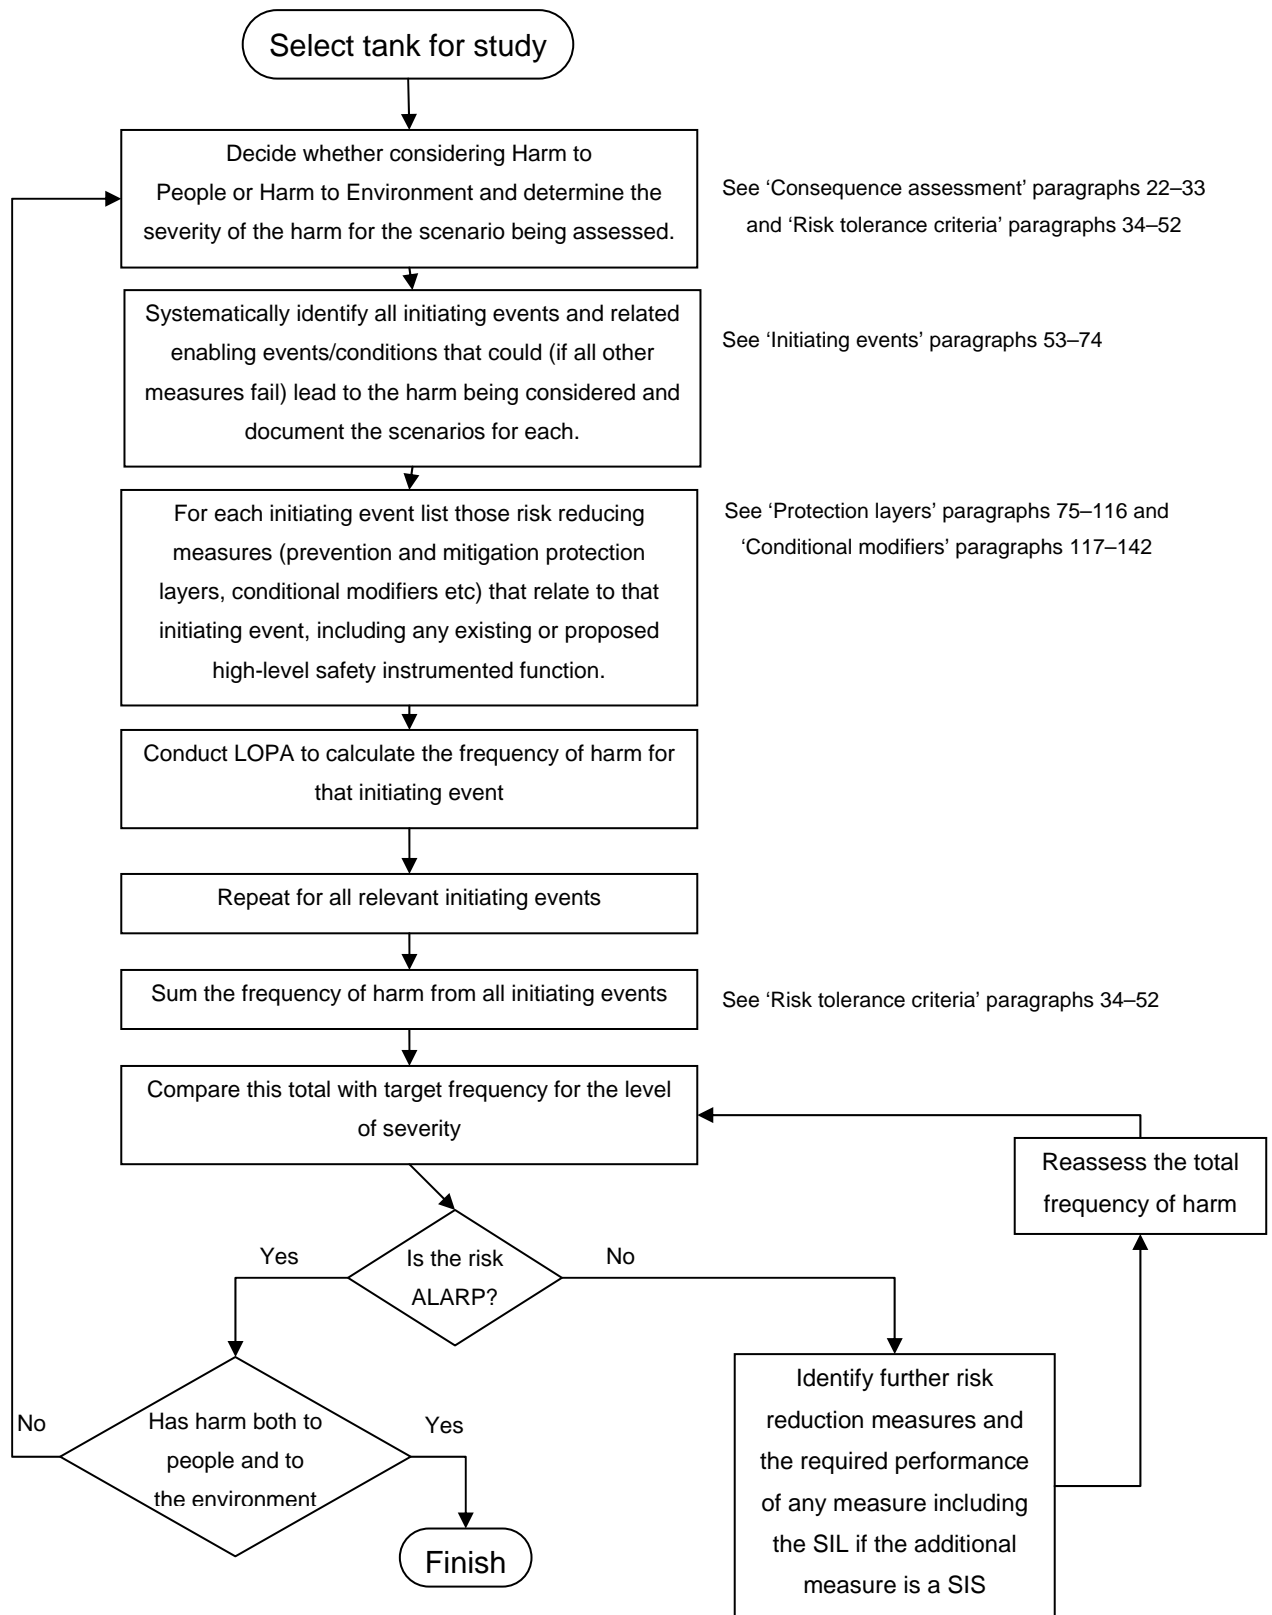 Select tank for study
Decide whether considering Harm to
People or Harm to Environment and determine the
severity of the harm for the scenario being assessed.
See ‘Consequence assessment’ paragraphs 22–33
and ‘Risk tolerance criteria’ paragraphs 34–52
Systematically identify all initiating events and related
enabling events/conditions that could (if all other
measures fail) lead to the harm being considered and
document the scenarios for each.
See ‘Initiating events’ paragraphs 53–74
For each initiating event list those risk reducing
measures (prevention and mitigation protection
layers, conditional modifiers etc) that relate to that
initiating event, including any existing or proposed
high-level safety instrumented function.
See ‘Protection layers’ paragraphs 75–116 and
‘Conditional modifiers’ paragraphs 117–142
Conduct LOPA to calculate the frequency of harm for
that initiating event
Repeat for all relevant initiating events
Sum the frequency of harm from all initiating events
See ‘Risk tolerance criteria’ paragraphs 34–52
Compare this total with target frequency for the level
of severity
Reassess the total
frequency of harm
Is the risk
ALARP?
Yes
No
Identify further risk
reduction measures and
the required performance
of any measure including
the SIL if the additional
measure is a SIS
Has harm both to
people and to
the environment
No
Yes
Finish